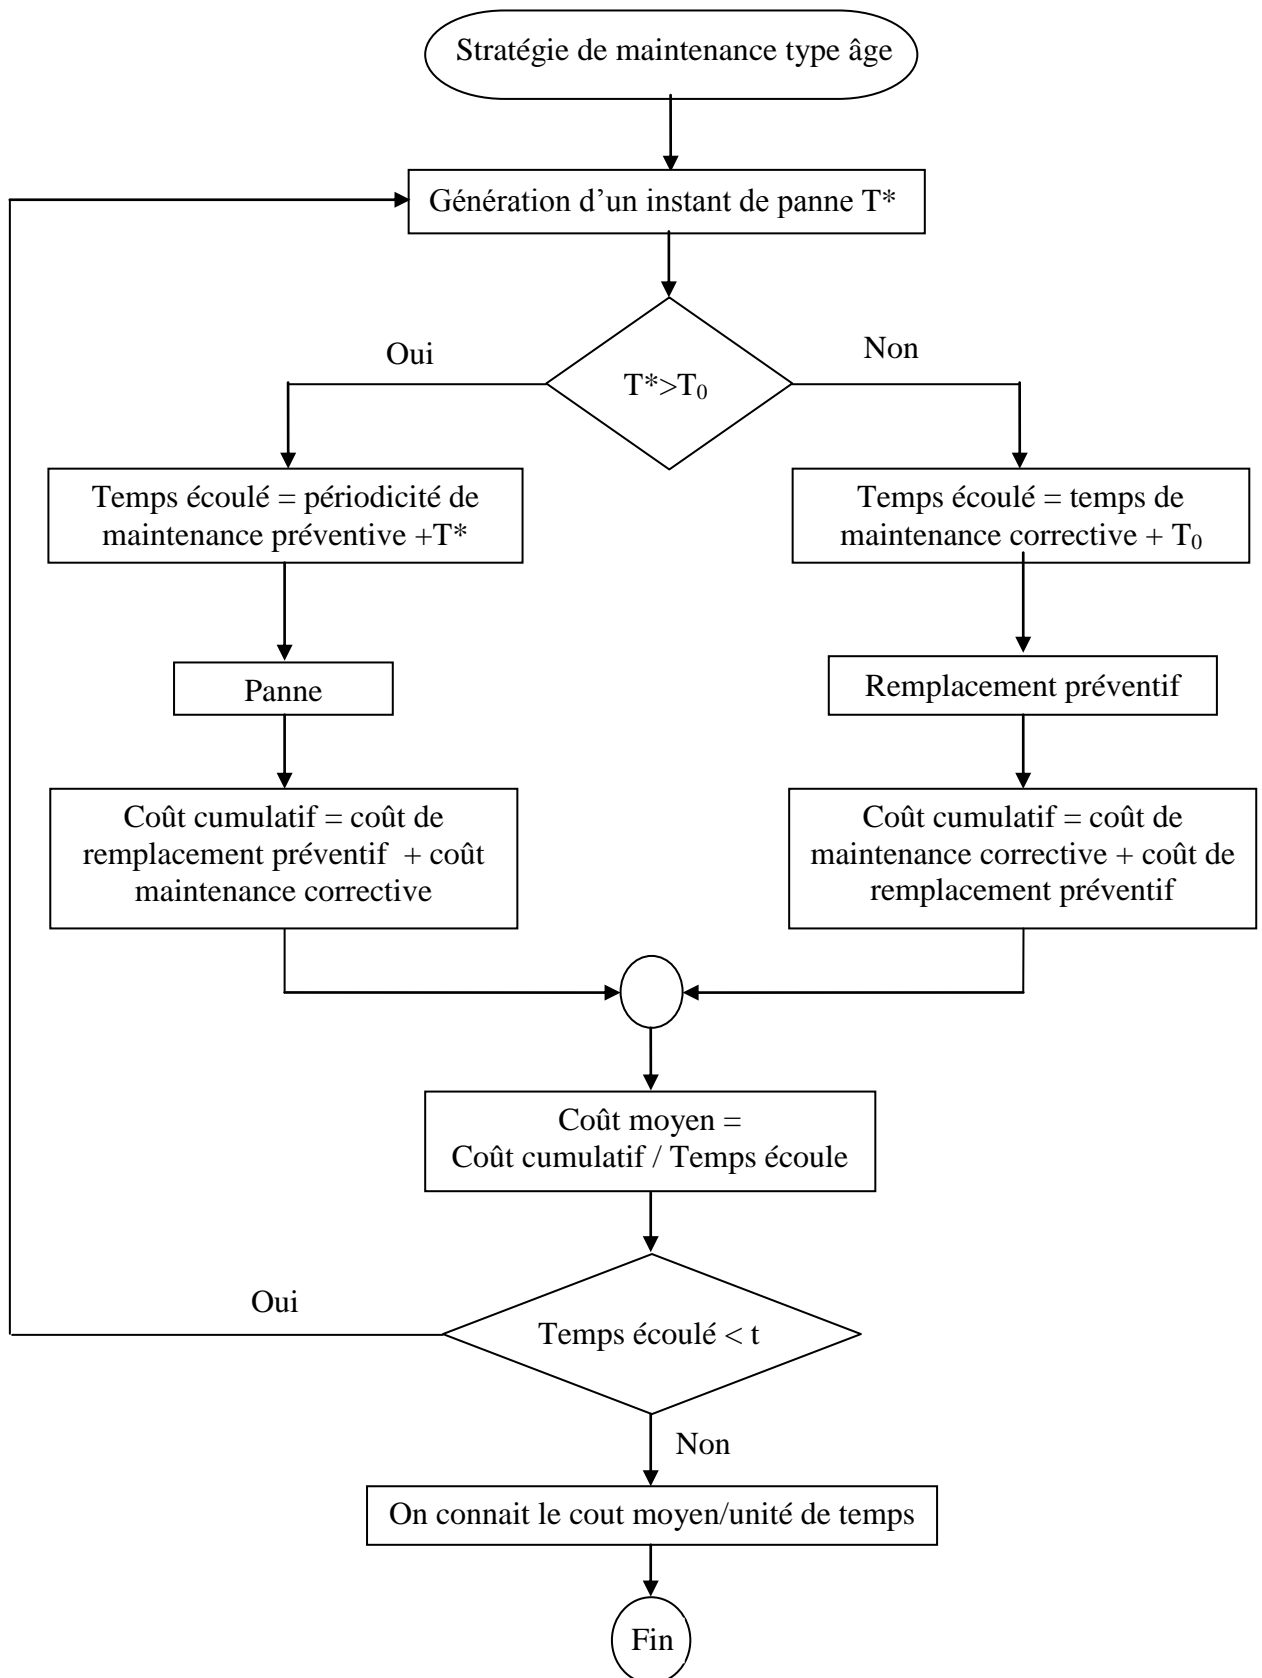 Stratégie de maintenance type âge
Génération d’un instant de panne T*
Oui
Non
T*>T₀
Temps écoulé = périodicité de
maintenance préventive +T*
Temps écoulé = temps de
maintenance corrective + T₀
Panne
Remplacement préventif
Coût cumulatif = coût de
remplacement préventif + coût
maintenance corrective
Coût cumulatif = coût de
maintenance corrective + coût de
remplacement préventif
Coût moyen =
Coût cumulatif / Temps écoule
Oui
Temps écoulé < t
Non
On connait le cout moyen/unité de temps
Fin